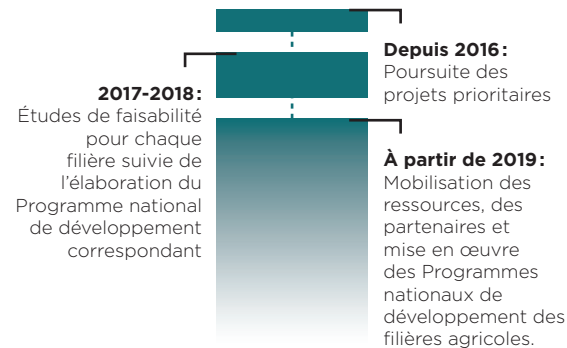 Depuis 2016 :
Poursuite des
projets prioritaires
2017-2018 :
Études de faisabilité
pour chaque
filière suivie de
l’élaboration du
Programme national
de développement
correspondant
À partir de 2019 :
Mobilisation des
ressources, des
partenaires et
mise en œuvre
des Programmes
nationaux de
développement des
filières agricoles.